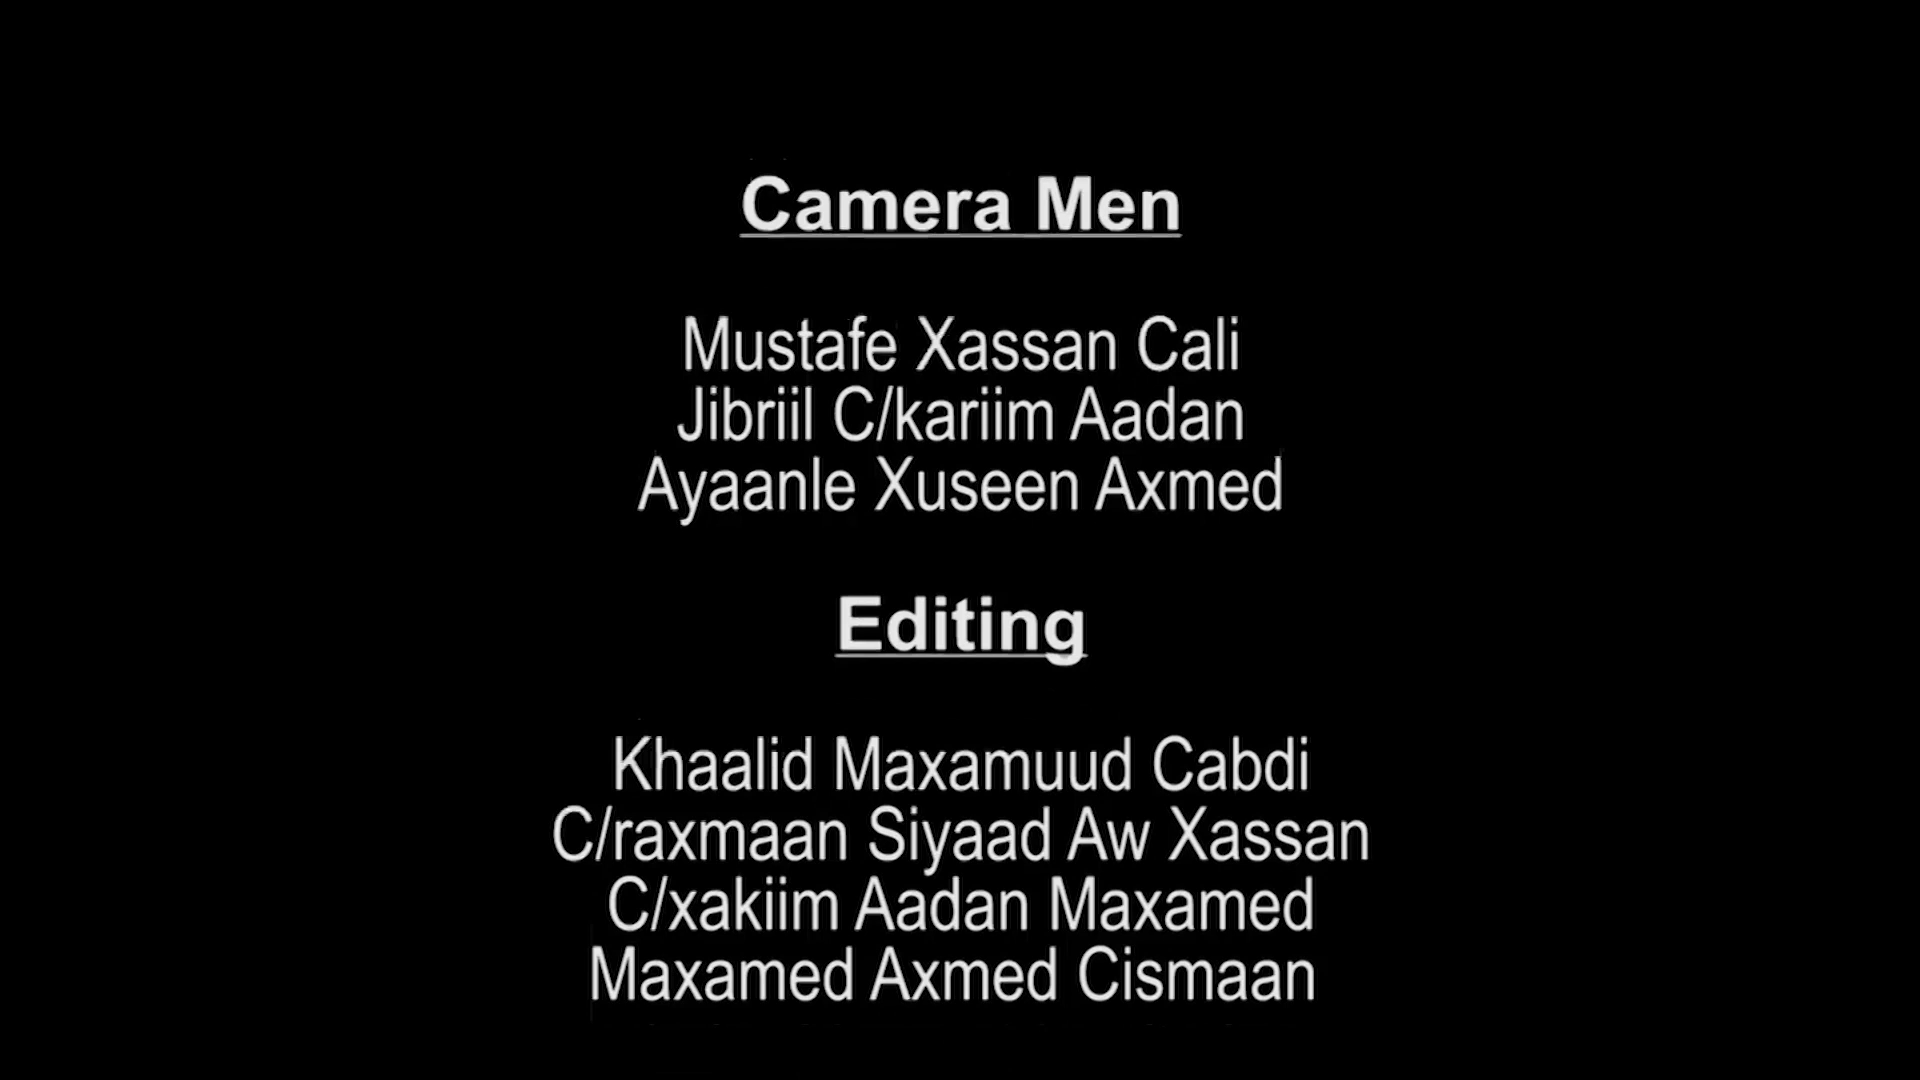 Camera Men
Mustafe Xassan Cali
Jibriil C/kariim Aadan
Ayaanle Xuseen Axmed
Editing
Khaalid Maxamuud Cabdi
C/raxmaan Siyaad Aw Xassan
C/xakiim Aadan Maxamed
Maxamed Axmed Cismaan